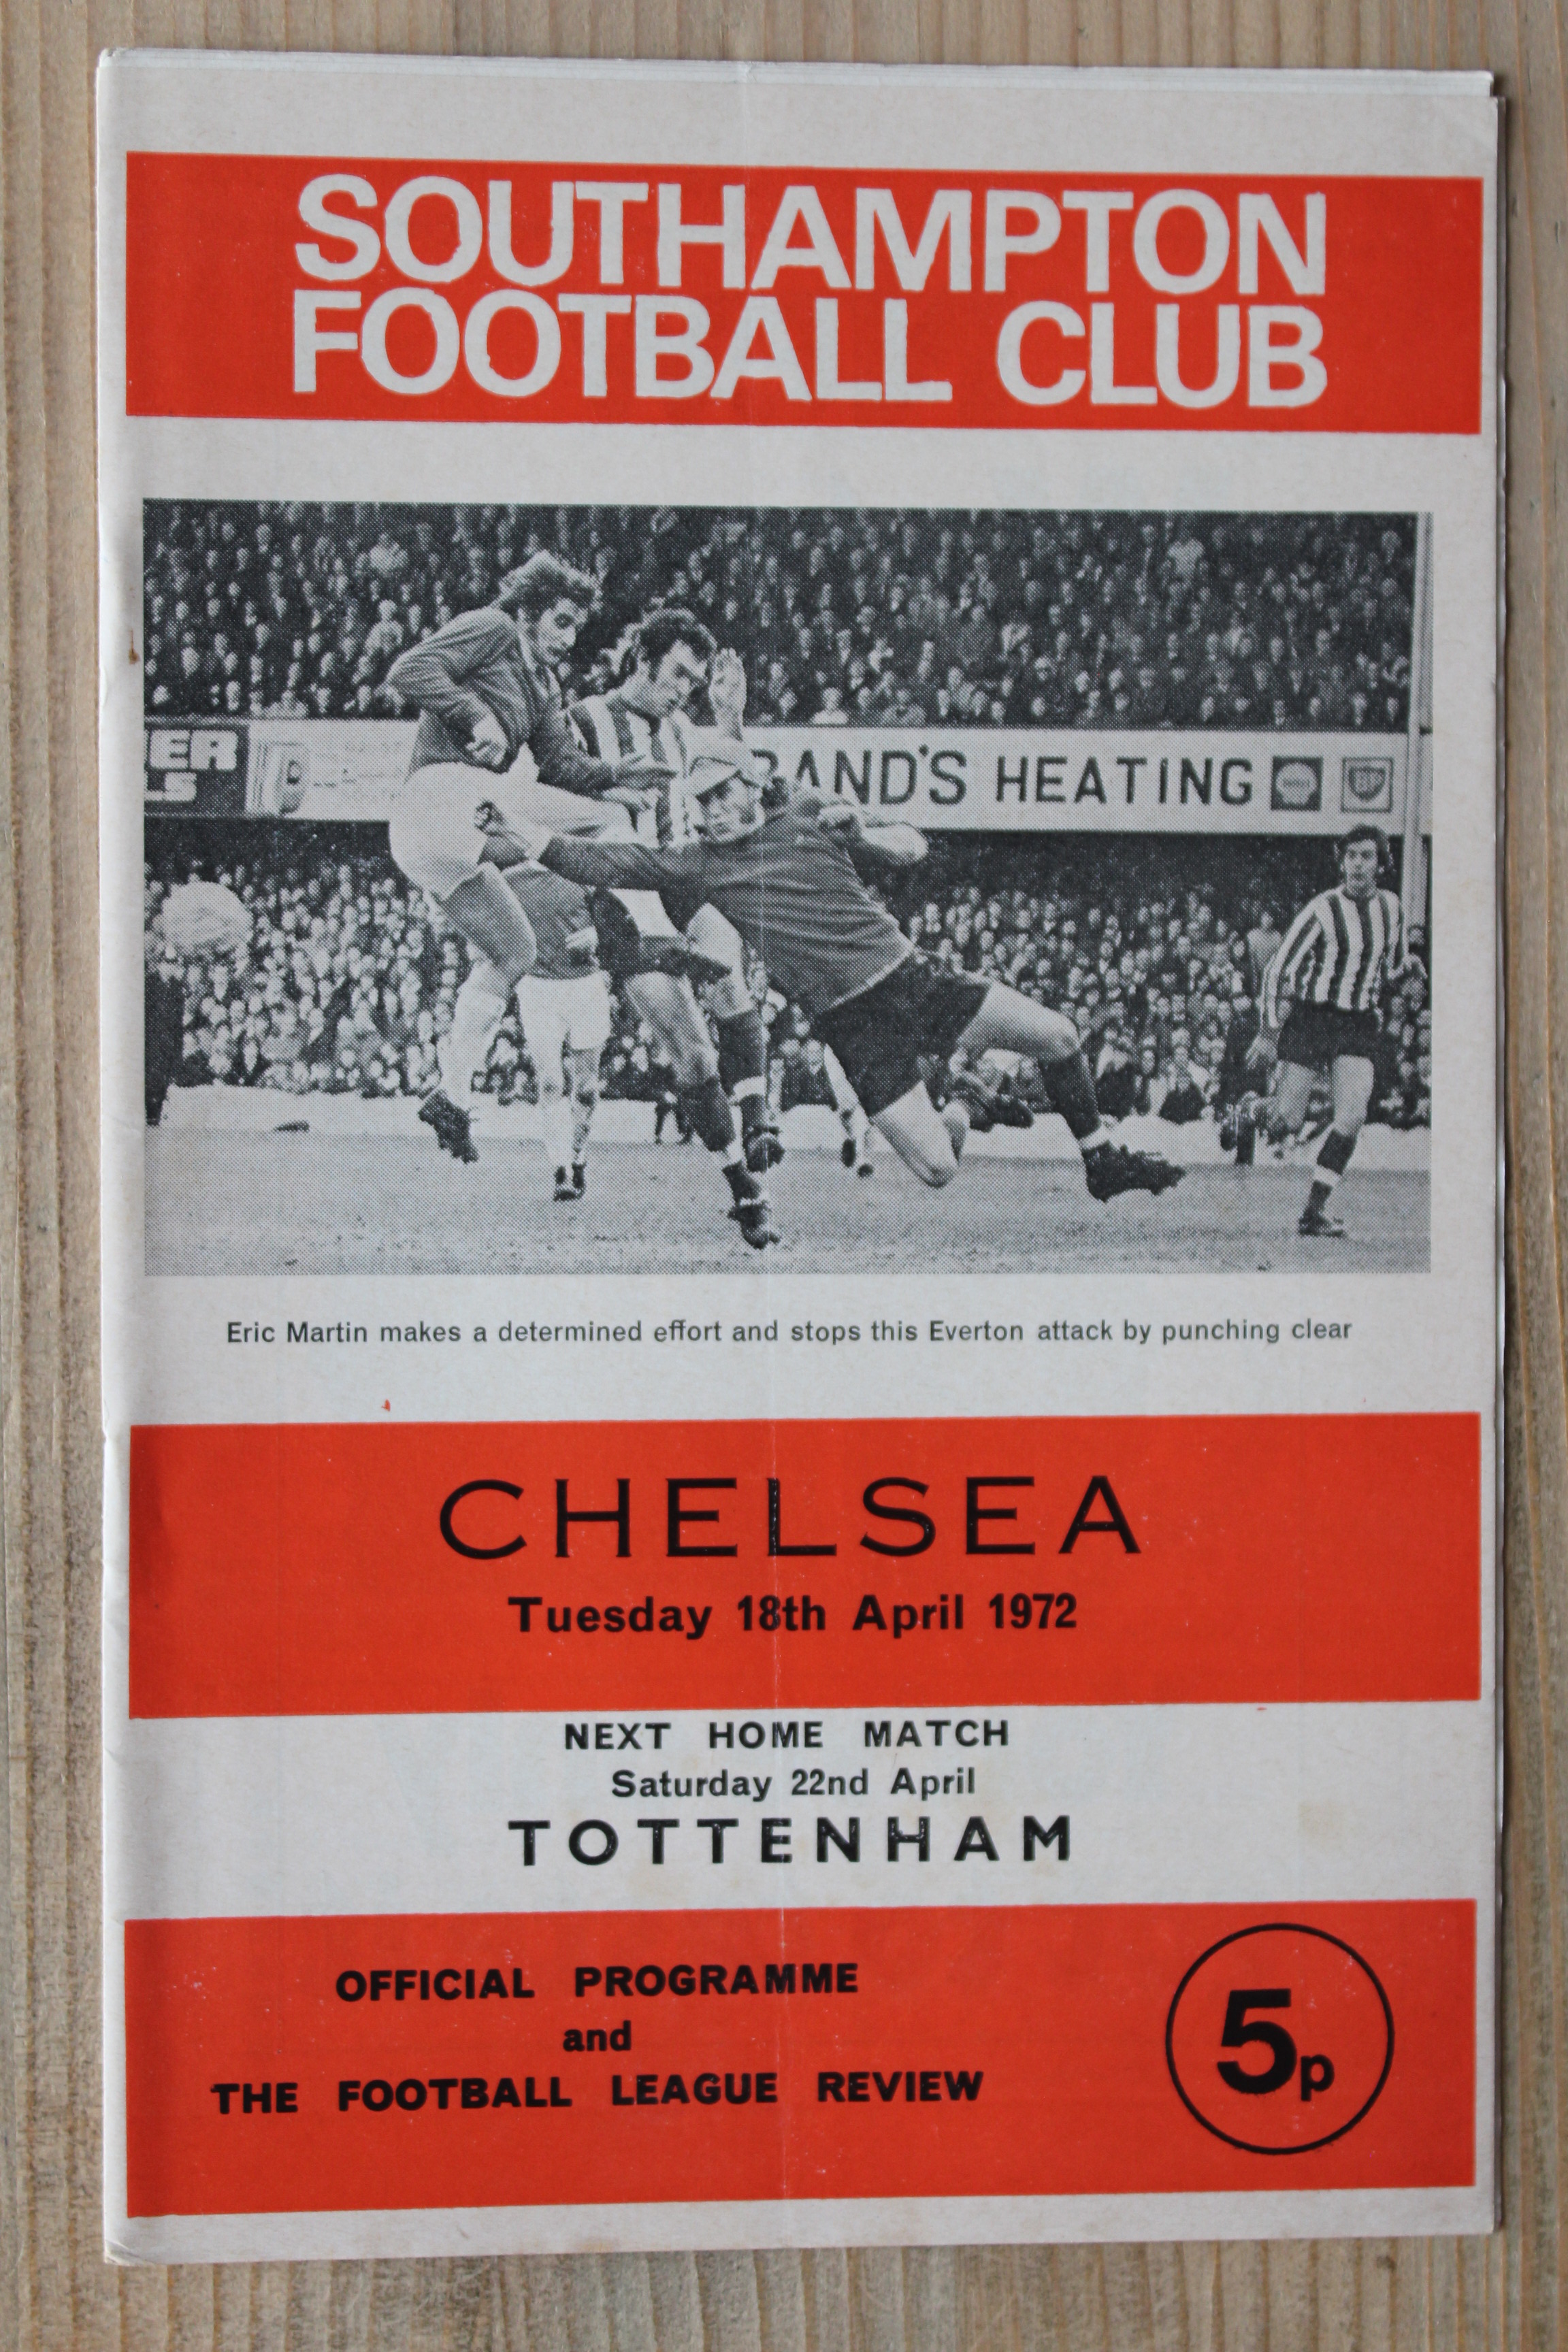 SOUTHAMPTON
FOOTBALL CLUB
ER
LS
AND'S HEATING
Eric Martin makes a determined effort and stops this Everton attack by punching clear
CHELSEA
Tuesday 18th April 1972
NEXT HOME MATCH
Saturday 22nd April
TOTTENHAM
OFFICIAL PROGRAMME
and
THE FOOTBALL LEAGUE REVIEW
5p